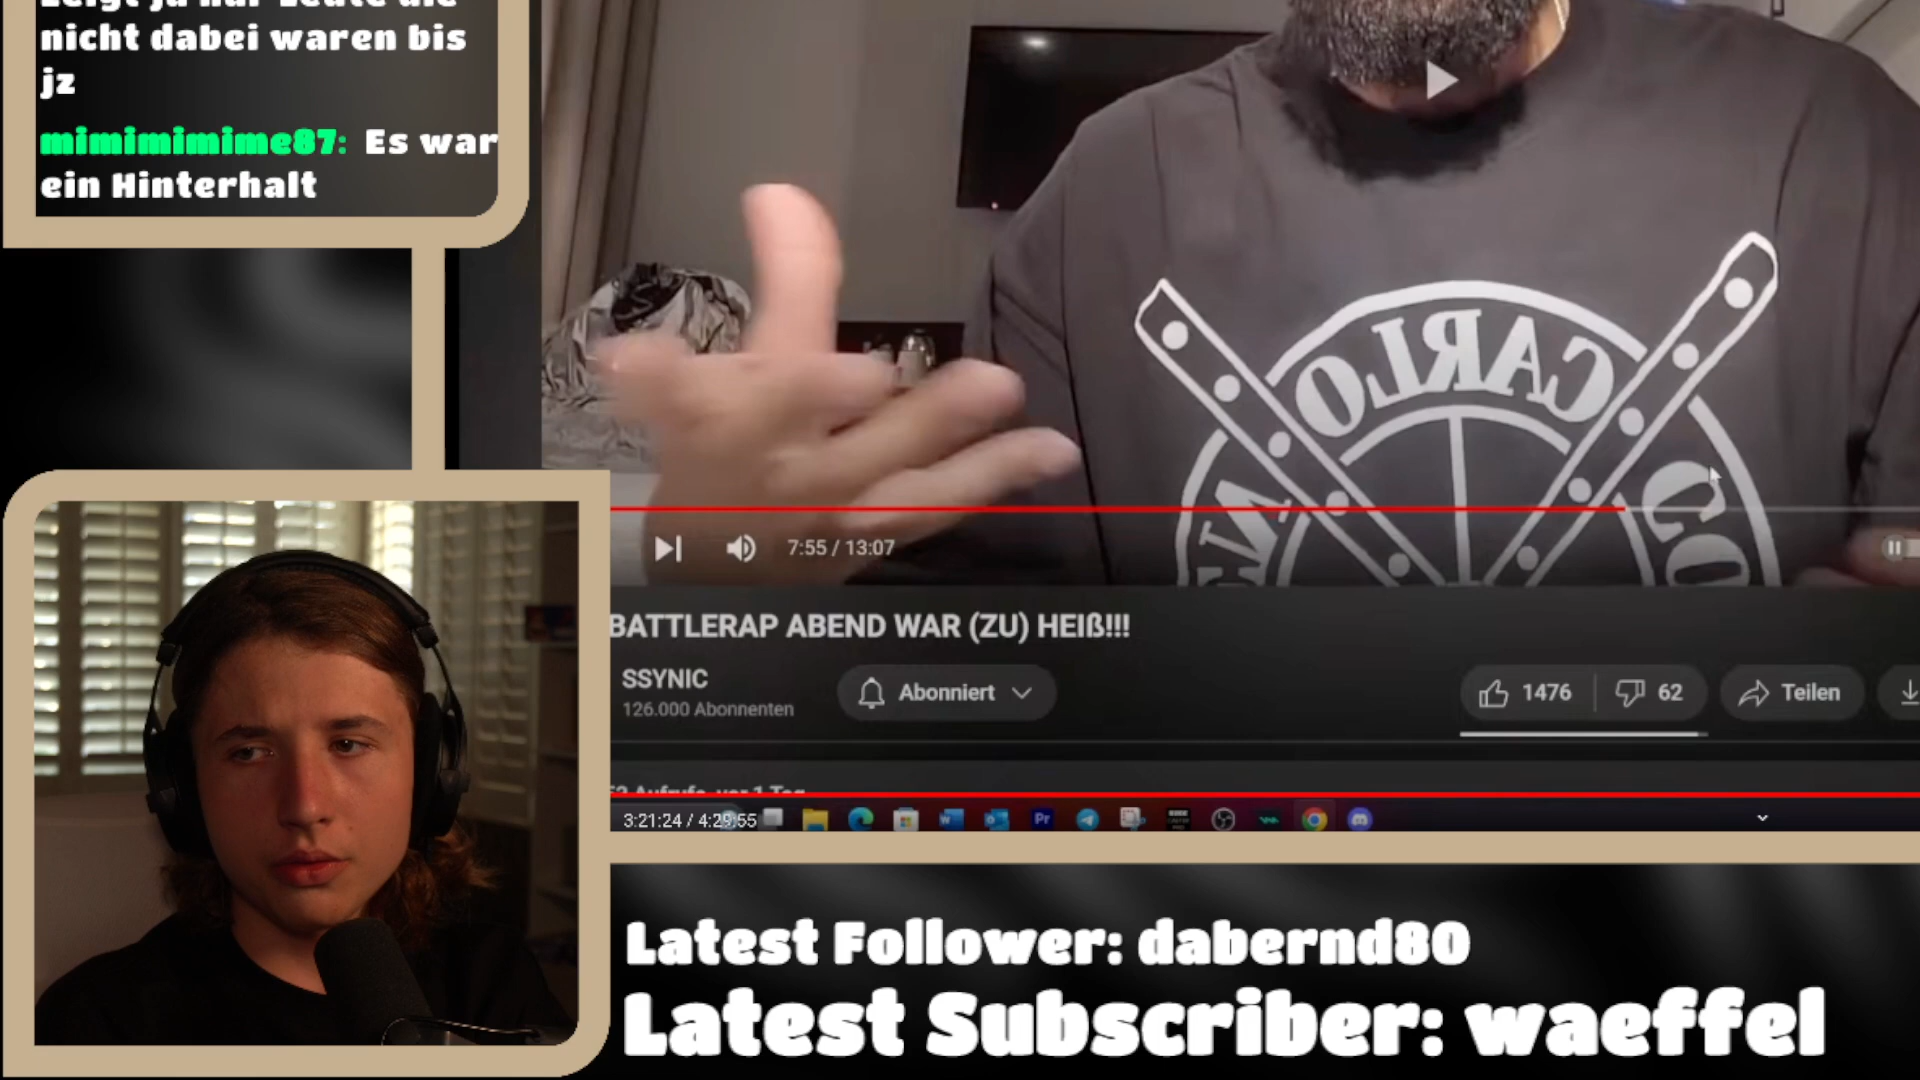 nicht dabei waren bis
jz
mimimimime87: Es war
ein Hinterhalt
CARLO
7:55 / 13:07
BATTLERAP ABEND WAR (ZU) HEIß!!!
SSYNIC
126.000 Abonnenten
Abonniert
1476
62
Teilen
3:21:24 / 4:29:55
Pr
Latest Follower: dabernd80
Latest Subscriber: waeffel